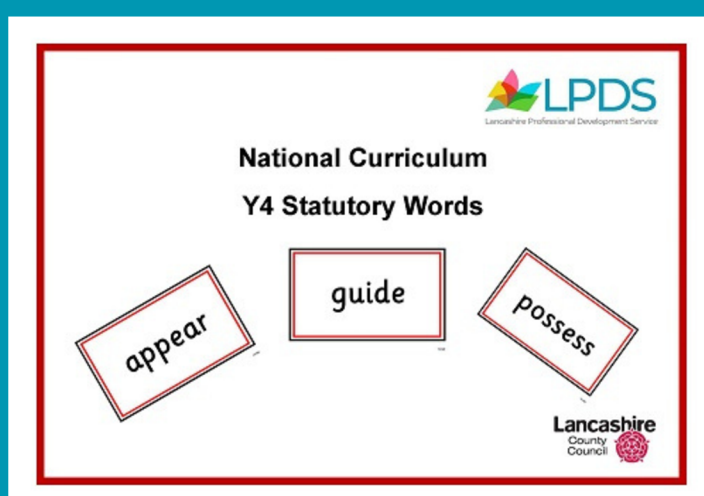 LPDS
Lancashire Professional Development Service
National Curriculum
Y4 Statutory Words
appear
guide
possess
Lancashire
County
Council